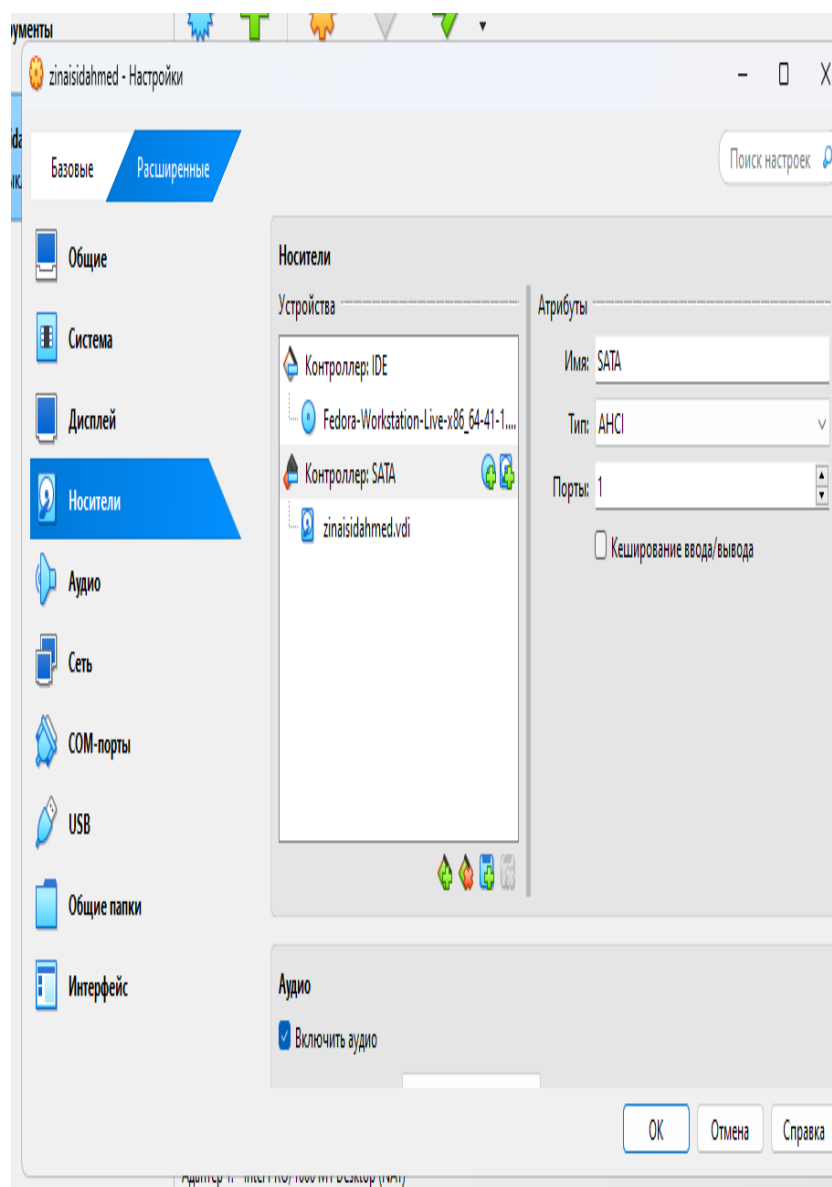 рументы
zinaisidahmed - Настройки
Базовые
Расширенные
Поиск настроек
Общие
Система
Дисплей
Носители
Аудио
Сеть
COM-порты
USB
Общие папки
Интерфейс
Носители
Устройства
Контроллер: IDE
Fedora-Workstation-Live-x86_64-41-1....
Контроллер: SATA
zinaisidahmed.vdi
Атрибуты
Имя: SATA
Тип: AHCI
Порты: 1
Кеширование ввода/вывода
Аудио
Включить аудио
OK
Отмена
Справка